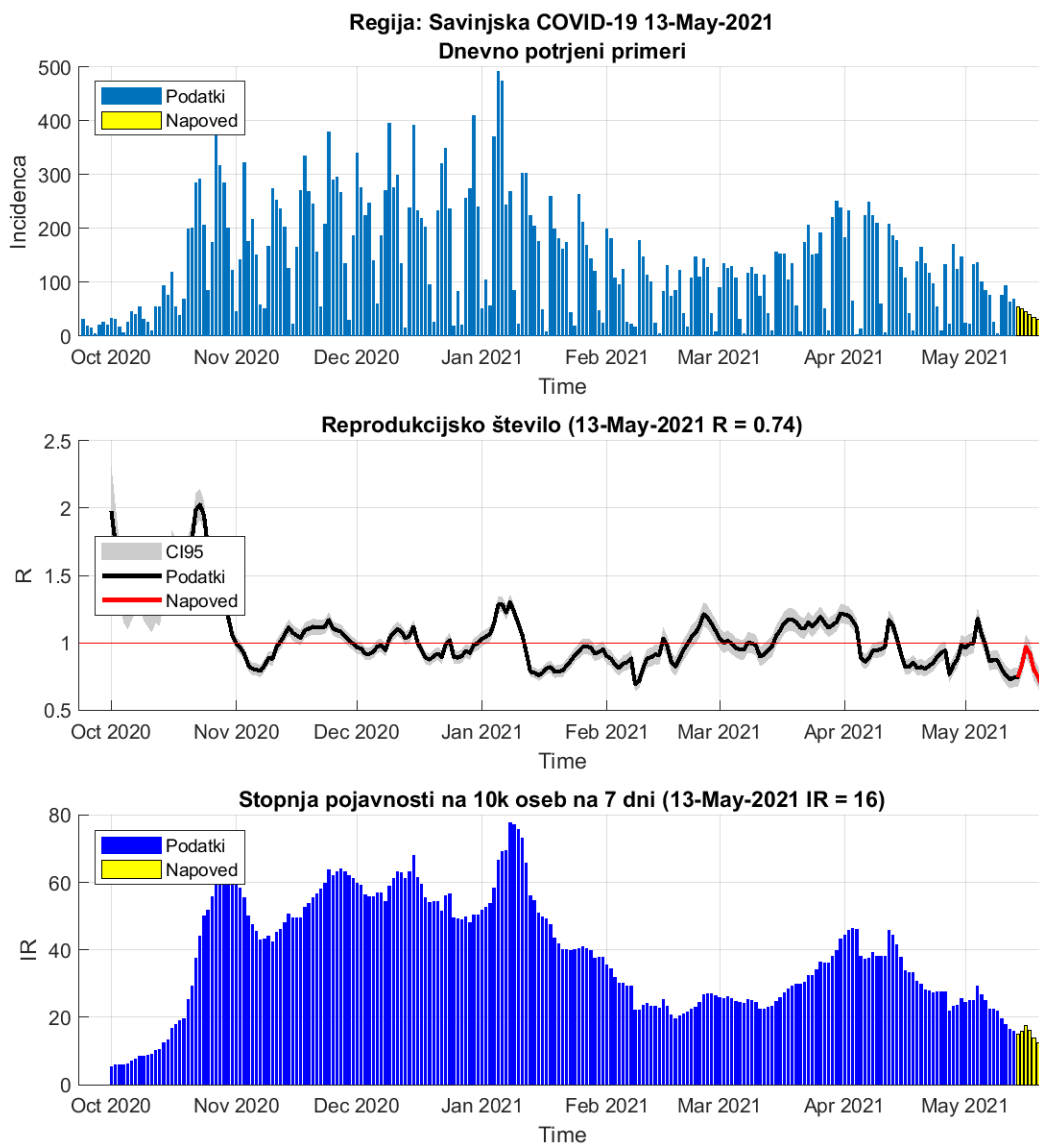 Regija: Savinjska COVID-19 13-May-2021
Dnevno potrjeni primeri
500
400
300
200
100
0
Incidenca
Podatki
Napoved
Oct 2020 Nov 2020 Dec 2020 Jan 2021 Feb 2021 Mar 2021 Apr 2021 May 2021
Time
Reprodukcijsko število (13-May-2021 R = 0.74)
2.5
2
1.5
1
0.5
R
CI95
Podatki
Napoved
Oct 2020 Nov 2020 Dec 2020 Jan 2021 Feb 2021 Mar 2021 Apr 2021 May 2021
Time
Stopnja pojavnosti na 10k oseb na 7 dni (13-May-2021 IR = 16)
80
60
40
20
0
IR
Podatki
Napoved
Oct 2020 Nov 2020 Dec 2020 Jan 2021 Feb 2021 Mar 2021 Apr 2021 May 2021
Time